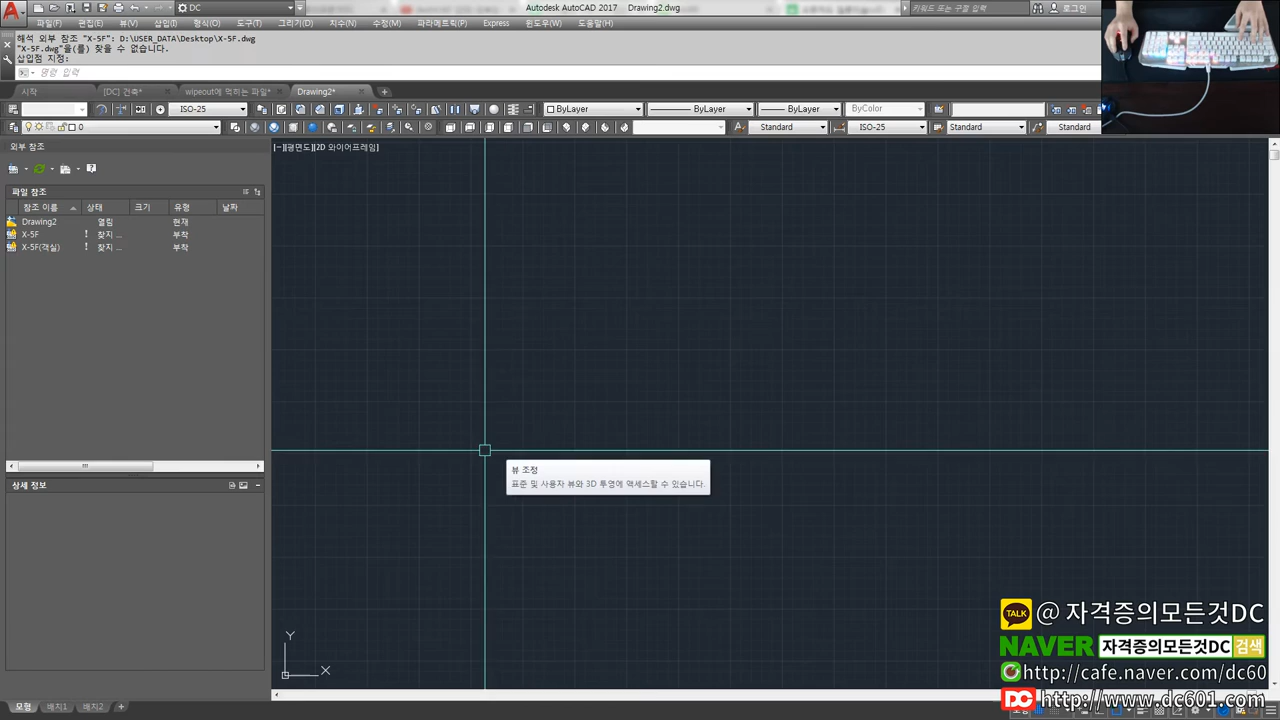 DC
Autodesk AutoCAD 2017 Drawing2.dwg
키워드 또는 구절 입력
로그인
파일(F) 편집(E) 뷰(V) 삽입(I) 형식(O) 도구(T) 그리기(D) 치수(N) 수정(M) 파라메트릭(P) Express 윈도우(W) 도움말(H)
해석 외부 참조 "X-5F": D:\USER_DATA\Desktop\X-5F.dwg
"X-5F.dwg"을(를) 찾을 수 없습니다.
삽입점 지정:
명령 입력
시작 [DC] 건축* wipeout에 먹히는 파일* Drawing2*
ISO-25 ByLayer ByLayer ByLayer ByColor
0 Standard ISO-25 Standard Standard
외부 참조
[-][평면도][2D 와이어프레임]
파일 참조
참조 이름 상태 크기 유형 날짜
Drawing2 열림 현재
X-5F ! 찾지 ... 부착
X-5F(객실) ! 찾지 ... 부착
뷰 조정
표준 및 사용자 뷰와 3D 투영에 액세스할 수 있습니다.
상세 정보
Y
X
TALK @ 자격증의모든것DC
NAVER 자격증의모든것DC 검색
http://cafe.naver.com/dc60
DC http://www.dc601.com
모형 배치1 배치2 +